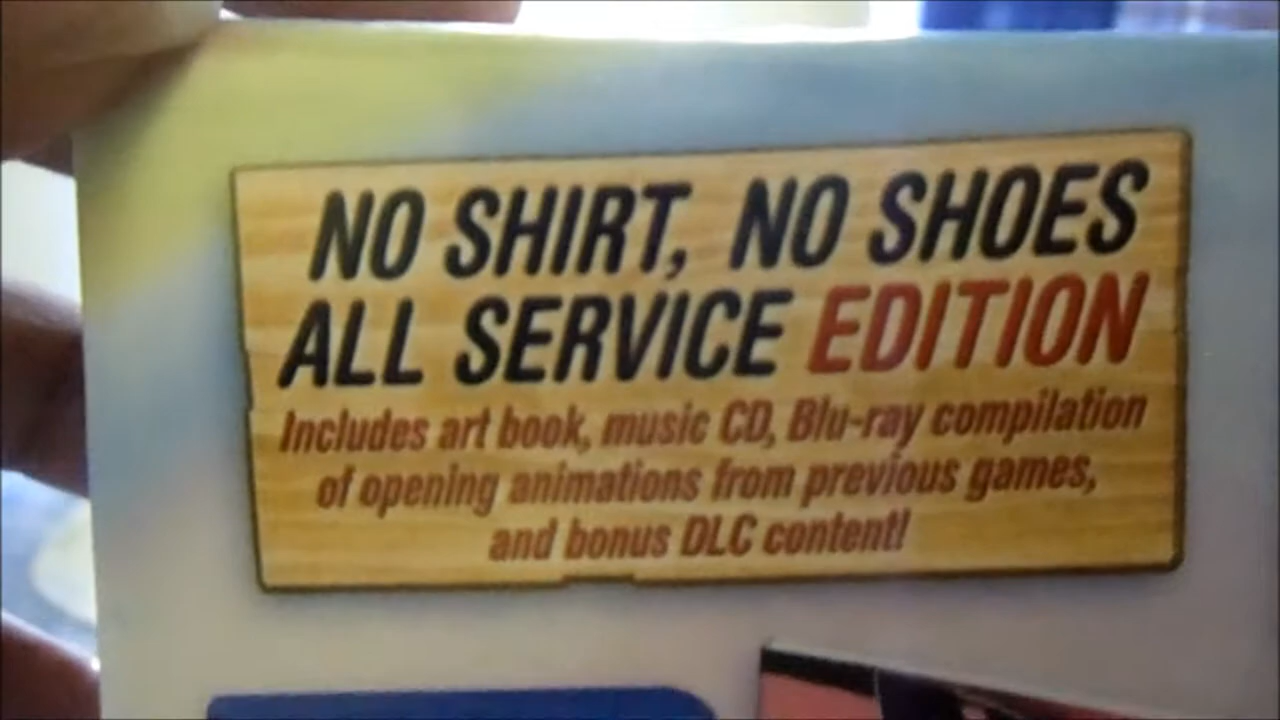 NO SHIRT, NO SHOES
ALL SERVICE EDITION
Includes art book, music CD, Blu-ray compilation
of opening animations from previous games,
and bonus DLC content!